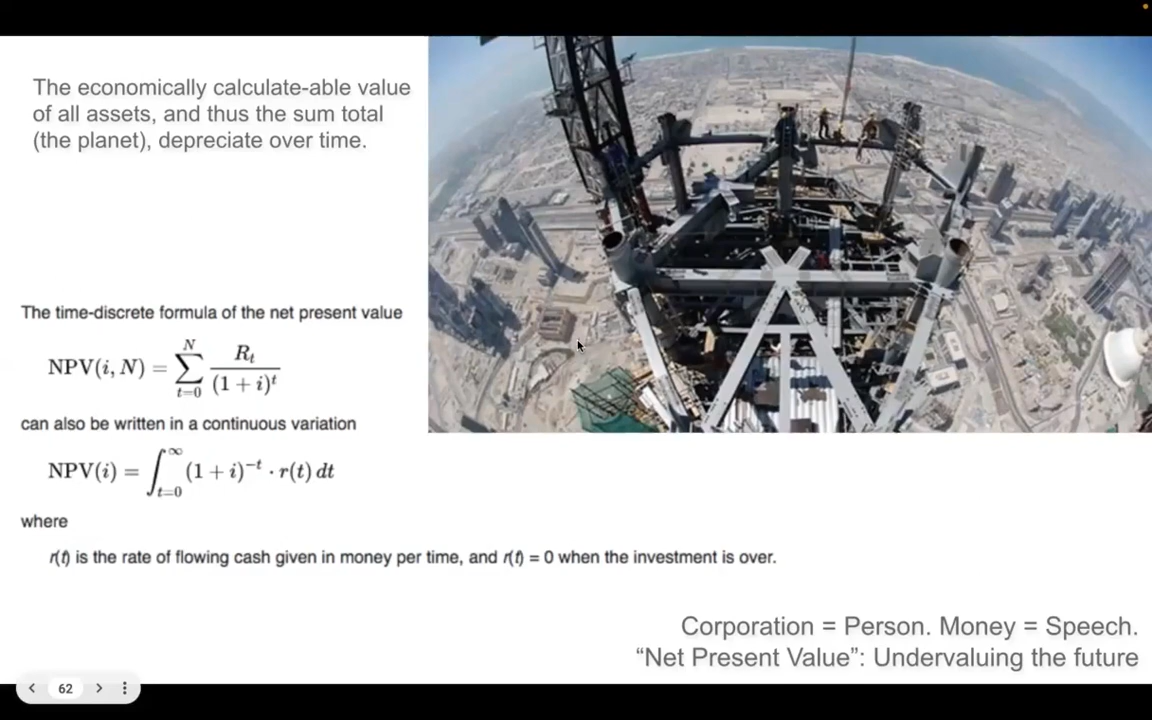 The economically calculate-able value
of all assets, and thus the sum total
(the planet), depreciate over time.
The time-discrete formula of the net present value
NPV(i, N) = ∑_{t=0}^{N} R_t / (1 + i)^t
can also be written in a continuous variation
NPV(i) = ∫_{t=0}^{∞} (1 + i)^{-t} · r(t) dt
where
r(t) is the rate of flowing cash given in money per time, and r(t) = 0 when the investment is over.
Corporation = Person. Money = Speech.
“Net Present Value”: Undervaluing the future
62